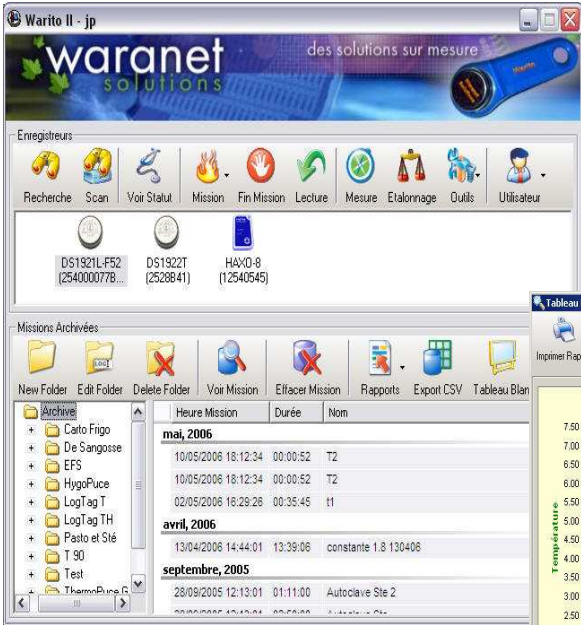 Warito II - jp
waranet
solutions
des solutions sur mesure
Enregistreurs
Recherche Scan Voir Statut Mission Fin Mission Lecture Mesure Etalonnage Outils Utilisateur
DS1921L-F52 DS1922T HAXO-8
(254000077B... (2528B41) (12540545)
Tableau
Imprimer Rap
Missions Archivées
New Folder Edit Folder Delete Folder Voir Mission Effacer Mission Rapports Export CSV Tableau Blan
Archive
Carto Frigo
De Sangosse
EFS
HygoPuce
LogTag T
LogTag TH
Pasto et Sté
T 90
Test
ThermoPuce G
Heure Mission Durée Nom
mai, 2006
10/05/2006 18:12:34 00:00:52 T2
10/05/2006 18:12:34 00:00:52 T2
02/05/2006 16:29:26 00:35:45 t1
avril, 2006
13/04/2006 14:44:01 13:39:06 constante 1.8 130406
septembre, 2005
28/09/2005 12:13:01 01:11:00 Autoclave Ste 2
Température
7.50
7.00
6.50
6.00
5.50
5.00
4.50
4.00
3.50
3.00
2.50